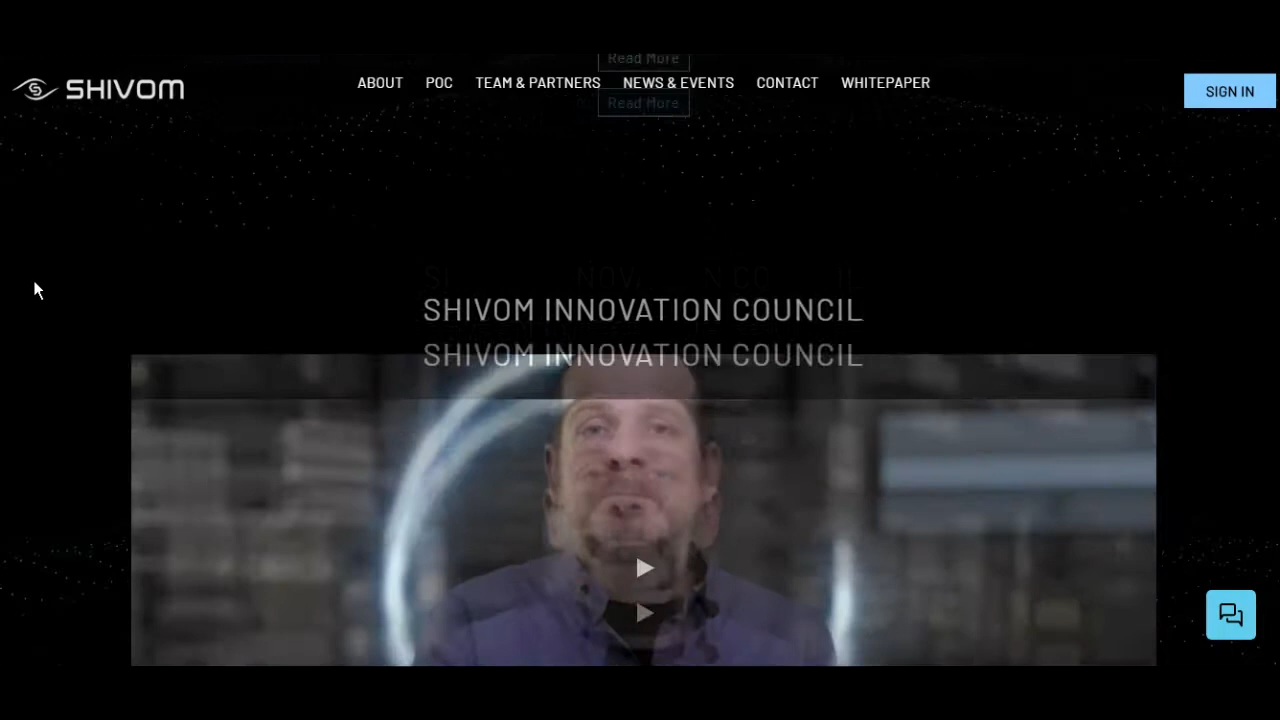 Read More
SHIVOM
ABOUT POC TEAM & PARTNERS NEWS & EVENTS CONTACT WHITEPAPER
SIGN IN
Read More
SHIVOM INNOVATION COUNCIL
SHIVOM INNOVATION COUNCIL